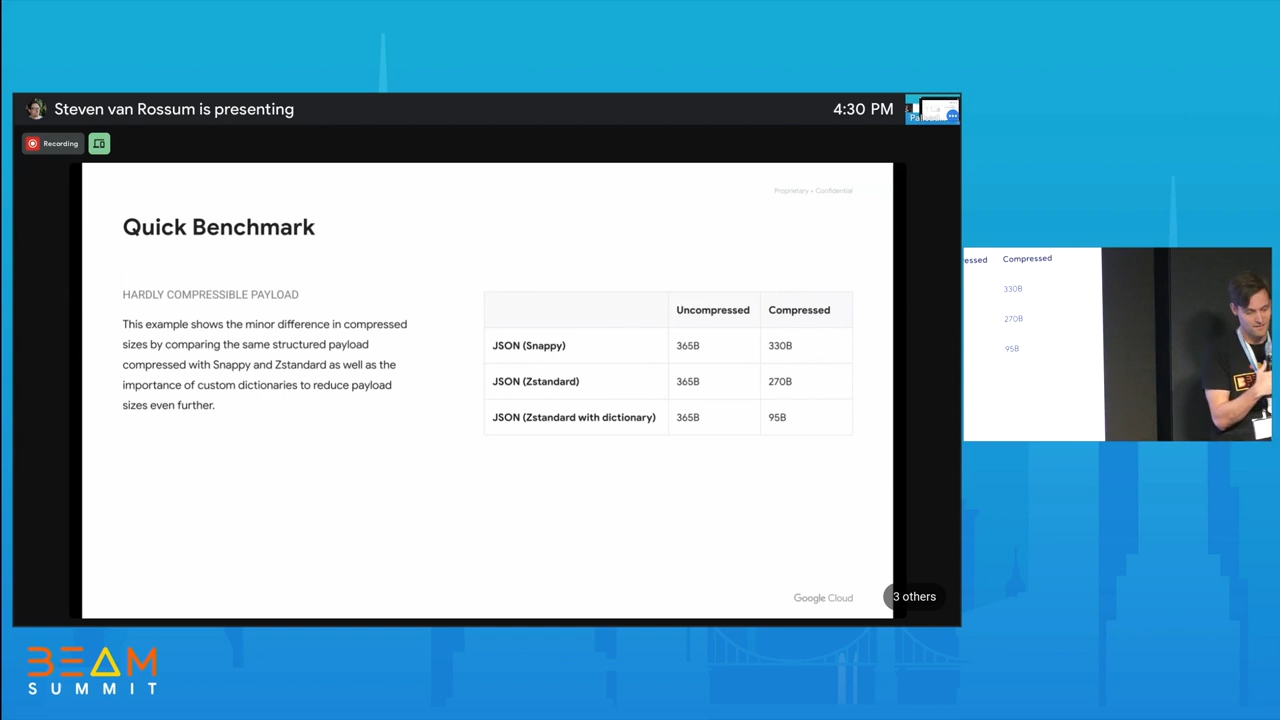 Steven van Rossum is presenting
4:30 PM
Recording
Proprietary + Confidential
Quick Benchmark
HARDLY COMPRESSIBLE PAYLOAD
This example shows the minor difference in compressed
sizes by comparing the same structured payload
compressed with Snappy and Zstandard as well as the
importance of custom dictionaries to reduce payload
sizes even further.
Uncompressed Compressed
JSON (Snappy) 365B 330B
JSON (Zstandard) 365B 270B
JSON (Zstandard with dictionary) 365B 95B
Google Cloud
3 others
essed Compressed
330B
270B
95B
BEAM
SUMMIT